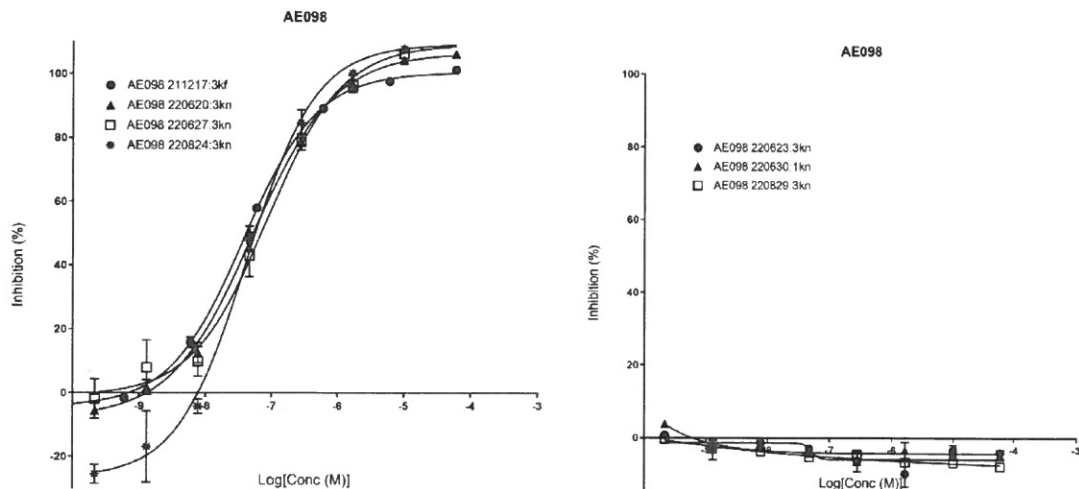 AE098
100
80
60
40
20
0
-20
-9
-8
-7
-6
-5
-4
-3
Inhibition (%)
Log[Conc (M)]
AE098 211217:3kf
AE098 220620:3kn
AE098 220627:3kn
AE098 220824:3kn
AE098
100
80
60
40
20
0
-7
-6
-5
-4
-3
Inhibition (%)
Log[Conc (M)]
AE098 220623:3kn
AE098 220630:1kn
AE098 220829:3kn